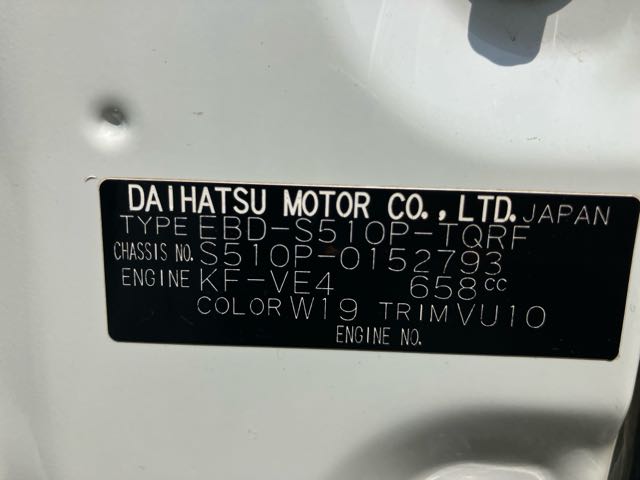 DAIHATSU MOTOR CO.,LTD. JAPAN
TYPE EBD-S510P-TQRF
CHASSIS NO. S510P-0152793
ENGINE KF-VE4 658CC
COLOR W19 TRIM VU10
ENGINE NO.